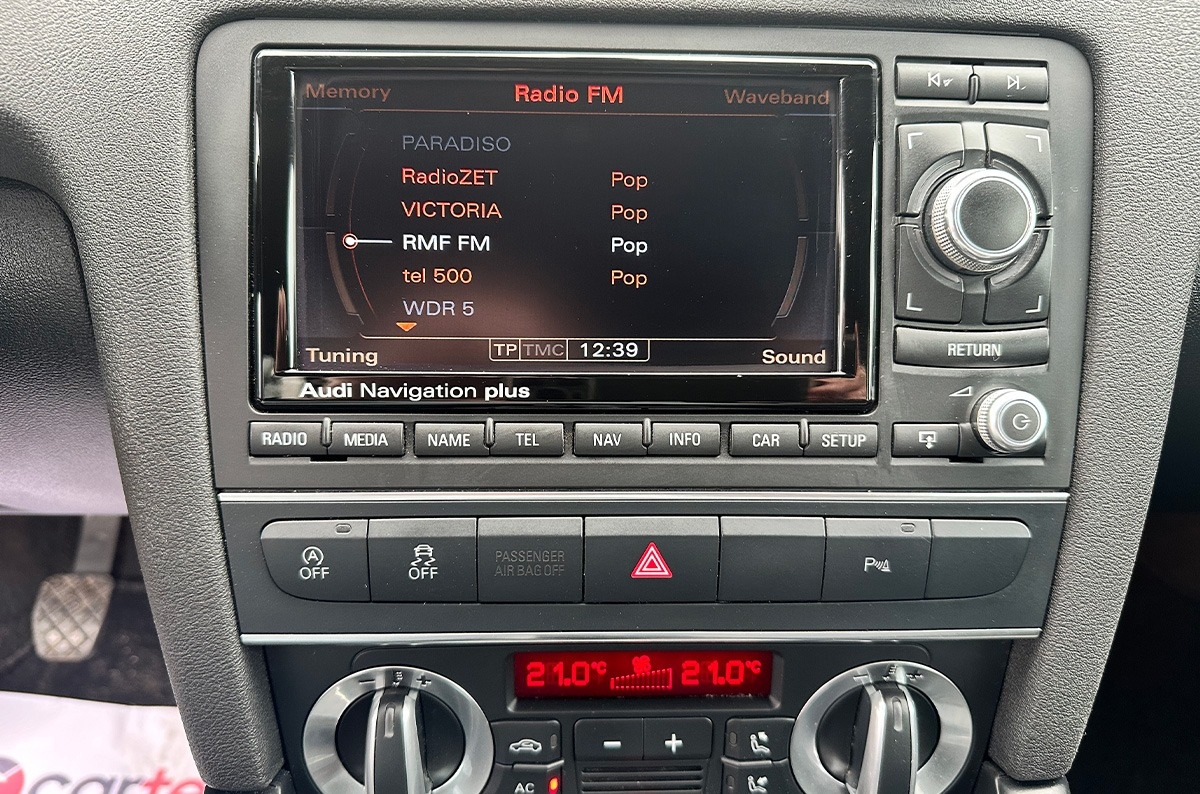 Memory Radio FM Waveband
PARADISO
RadioZET Pop
VICTORIA Pop
RMF FM Pop
tel 500 Pop
WDR 5
Tuning TP TMC 12:39 Sound
Audi Navigation plus
RETURN
RADIO MEDIA NAME TEL NAV INFO CAR SETUP
A
OFF OFF PASSENGER
AIR BAG OFF
P
21.0°C 21.0°C
- +
- +
- +
AC
carte